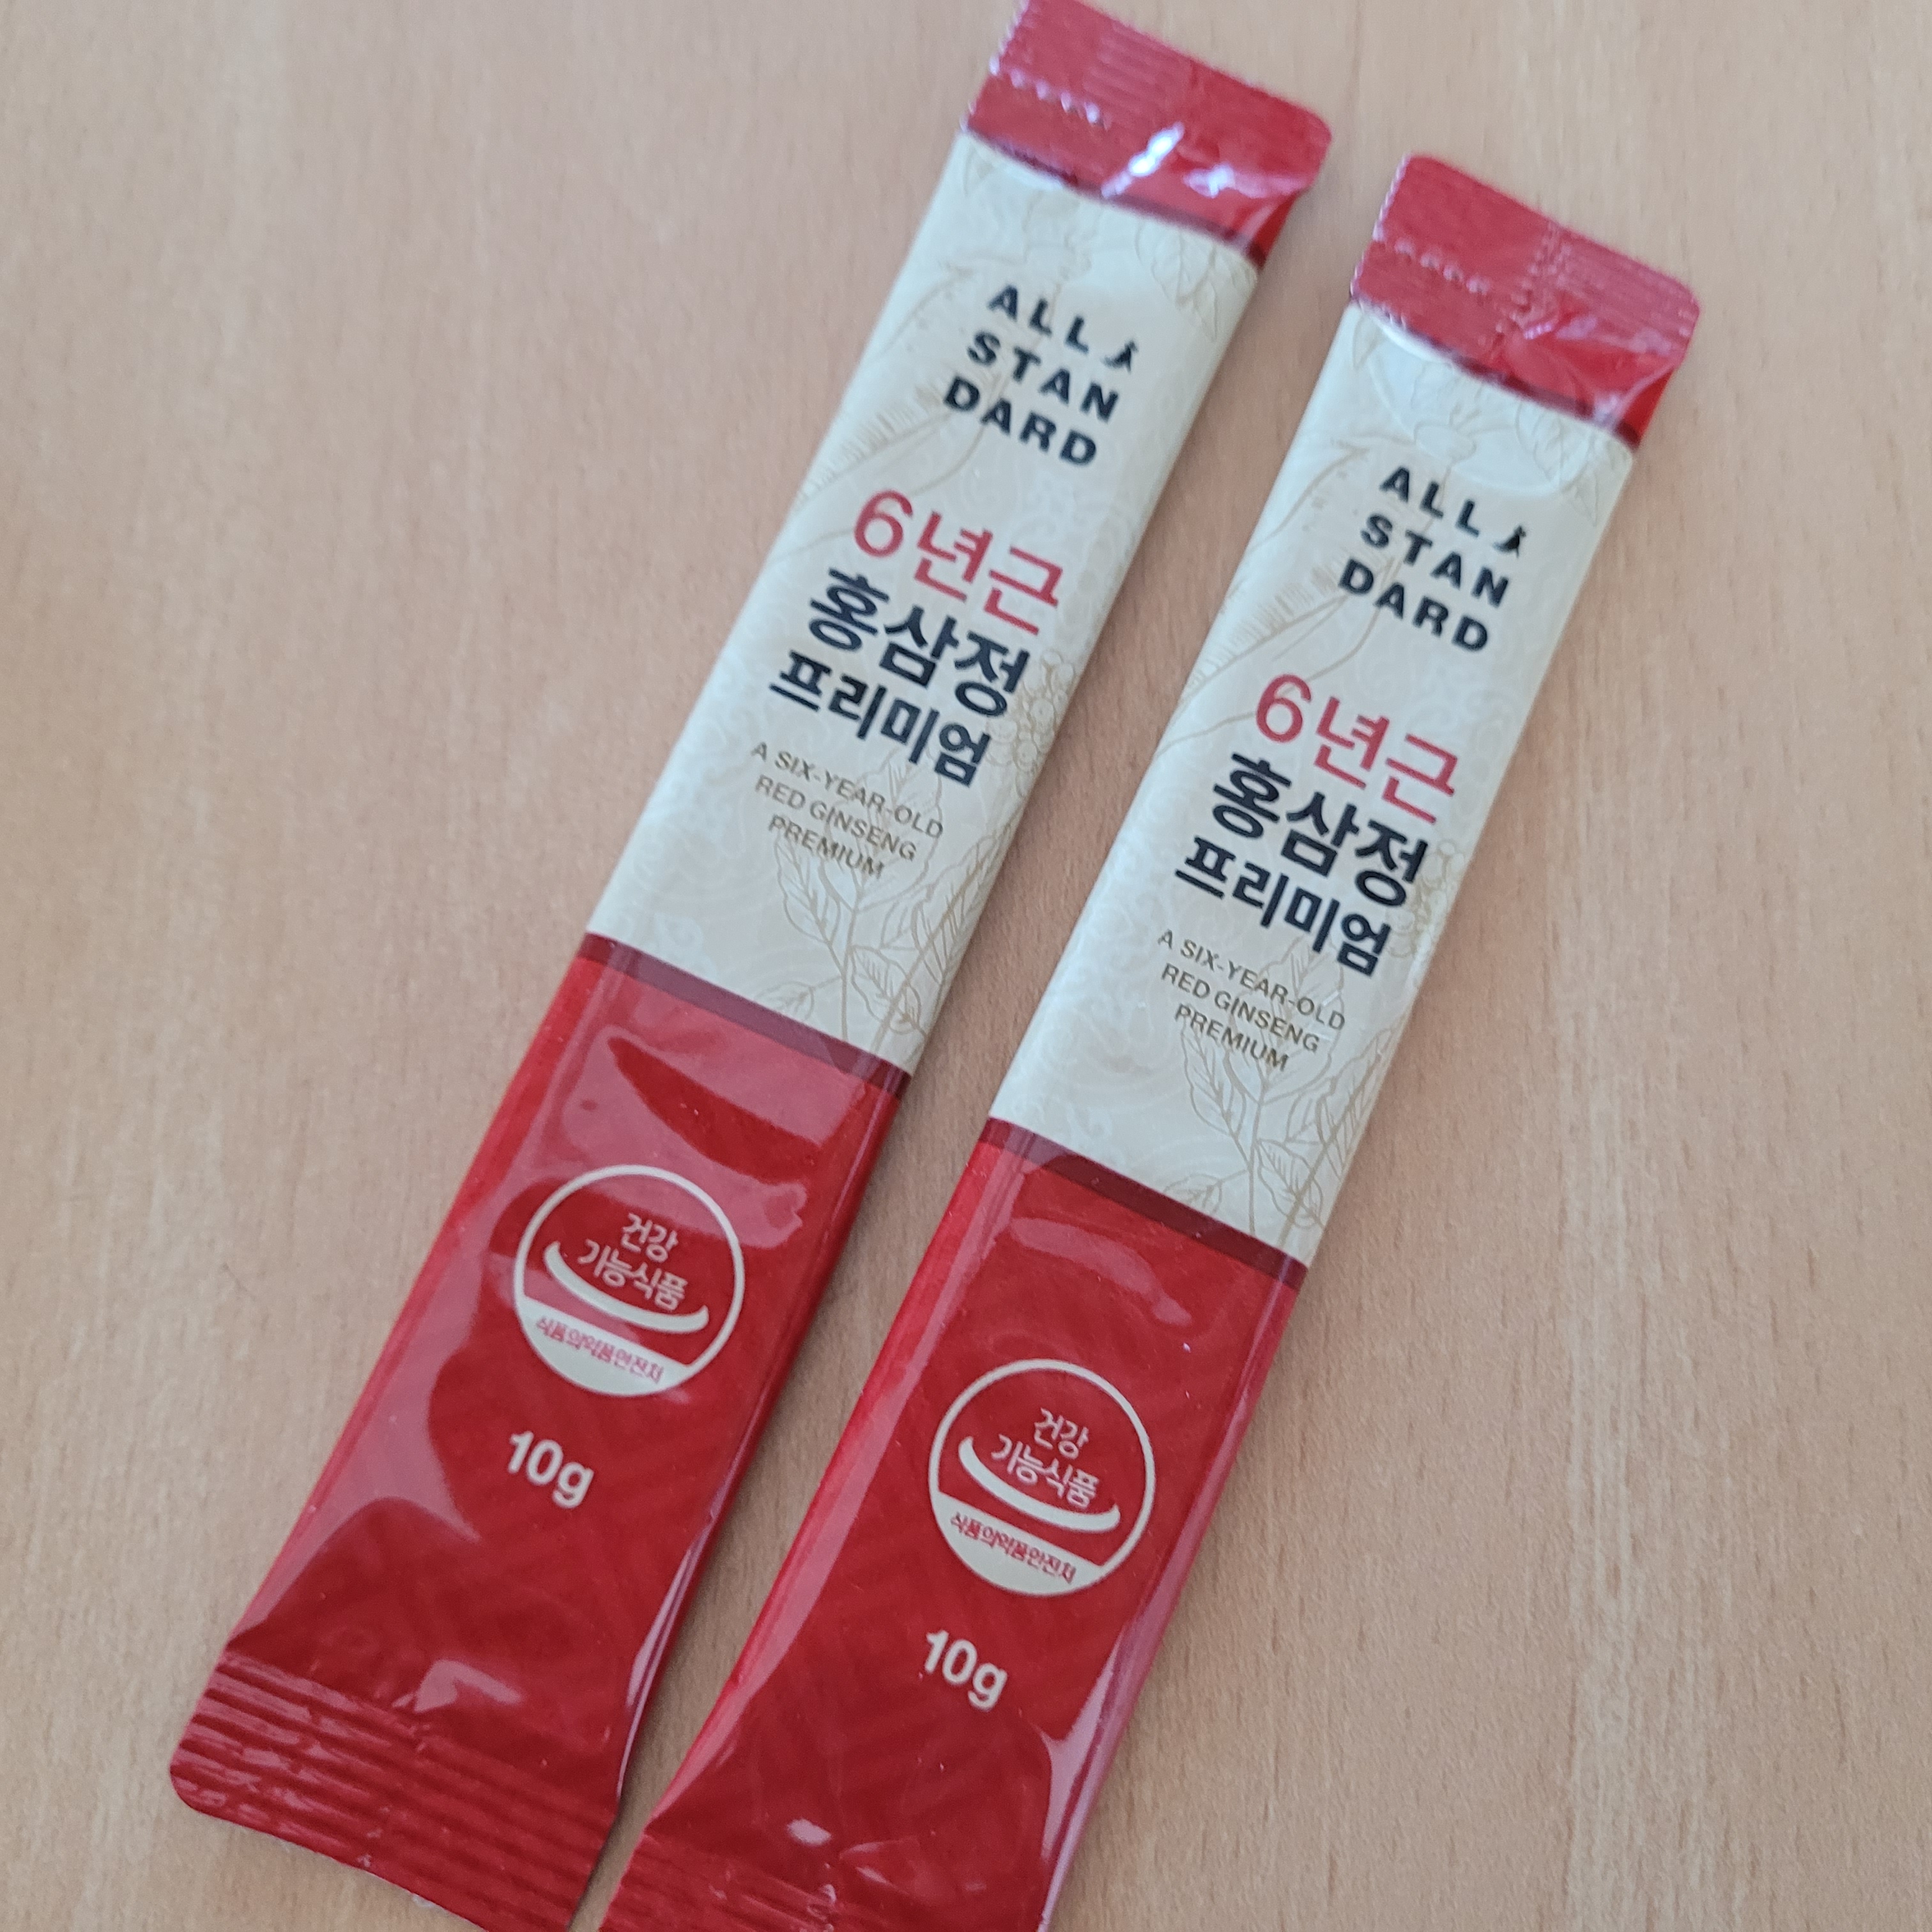 ALL
STAN
DARD
6년근
홍삼정
프리미엄
A SIX-YEAR-OLD
RED GINSENG
PREMIUM
건강
기능식품
식품의약품안전처
10g
ALL
STAN
DARD
6년근
홍삼정
프리미엄
A SIX-YEAR-OLD
RED GINSENG
PREMIUM
건강
기능식품
식품의약품안전처
10g